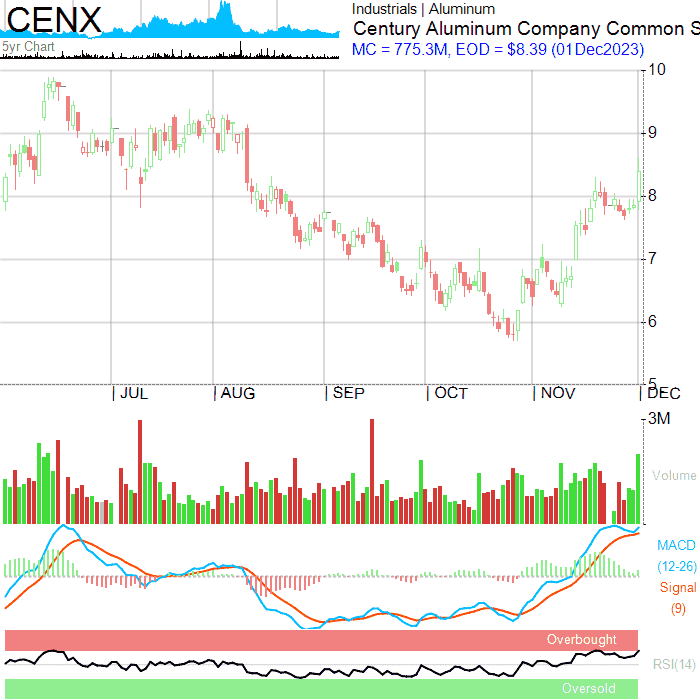 CENX
5yr Chart
Industrials | Aluminum
Century Aluminum Company Common S
MC = 775.3M, EOD = $8.39 (01Dec2023)
10
9
8
7
6
5
JUL
AUG
SEP
OCT
NOV
DEC
3M
Volume
MACD
(12-26)
Signal
(9)
Overbought
RSI(14)
Oversold